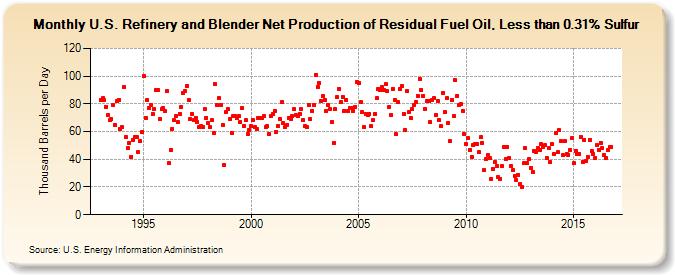 Monthly U.S. Refinery and Blender Net Production of Residual Fuel Oil, Less than 0.31% Sulfur
Thousand Barrels per Day
120
100
80
60
40
20
0
1995 2000 2005 2010 2015
Source: U.S. Energy Information Administration